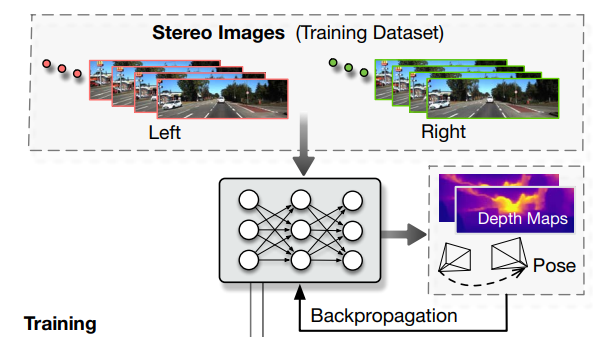 Stereo Images (Training Dataset)
Left
Right
Depth Maps
Pose
Backpropagation
Training